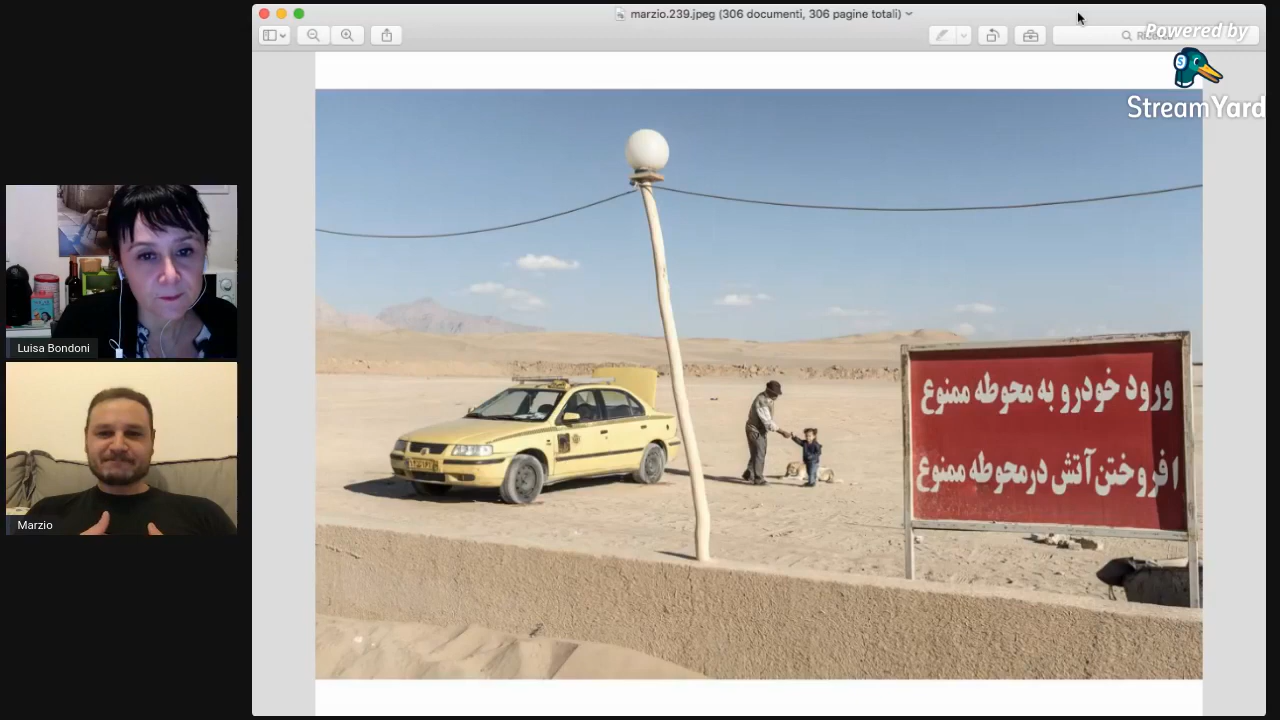 marzio.239.jpeg (306 documenti, 306 pagine totali)
Powered by
StreamYard
Luisa Bondoni
Marzio
ورود خودرو به محوطه ممنوع
افروختن آتش درمحوطه ممنوع